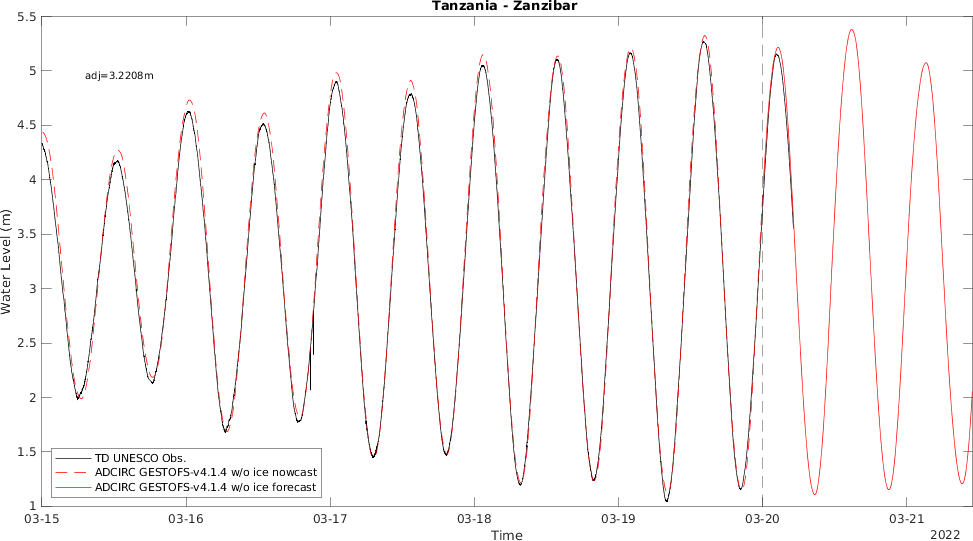 Tanzania - Zanzibar
5.5
5
4.5
4
3.5
3
2.5
2
1.5
1
Water Level (m)
adj=3.2208m
TD UNESCO Obs.
ADCIRC GESTOFS-v4.1.4 w/o ice nowcast
ADCIRC GESTOFS-v4.1.4 w/o ice forecast
03-15 03-16 03-17 03-18 03-19 03-20 03-21
Time
2022